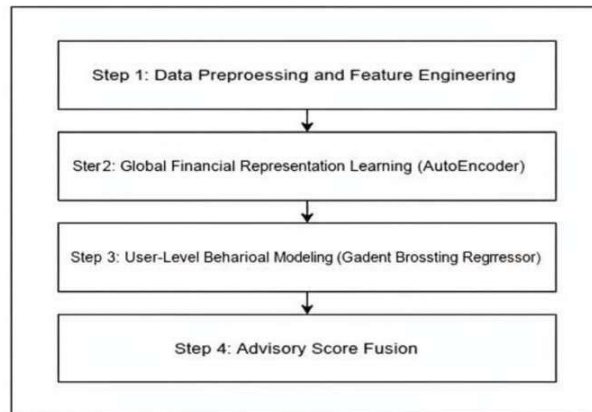 Step 1: Data Preproessing and Feature Engineering
Ster2: Global Financial Representation Learning (AutoEncoder)
Step 3: User-Level Beharioal Modeling (Gadent Brossting Regrressor)
Step 4: Advisory Score Fusion